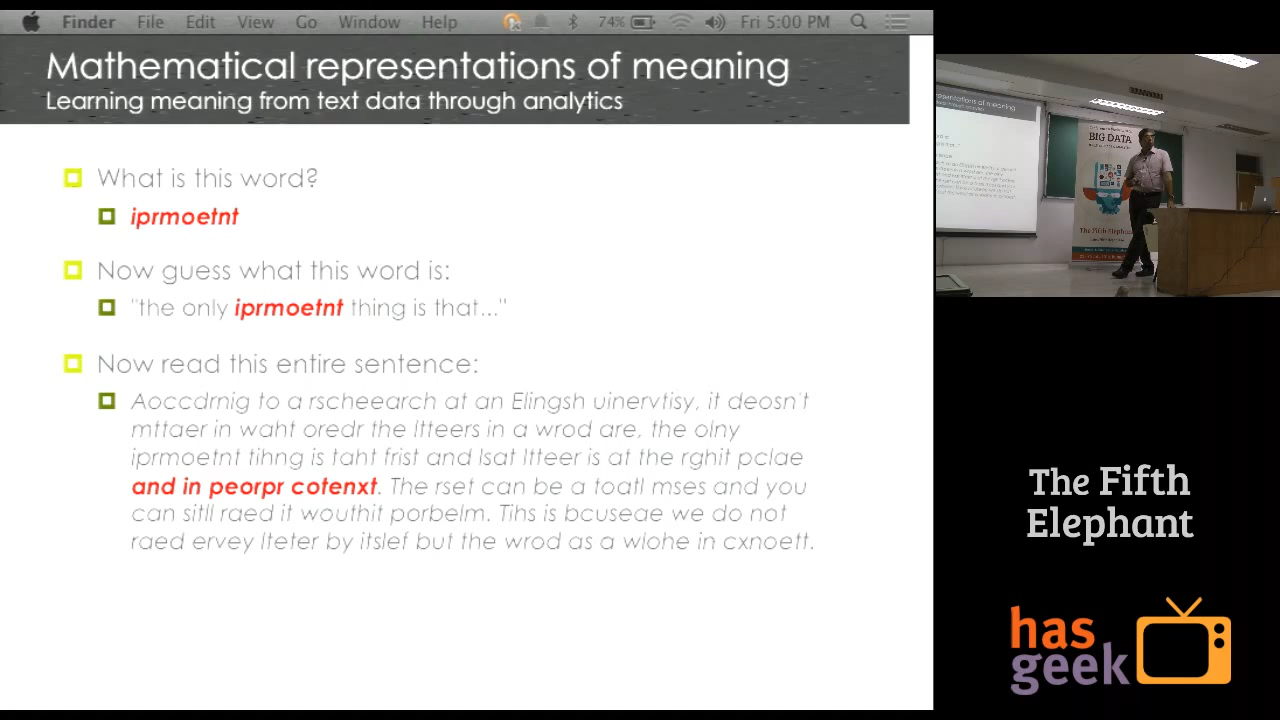 Finder File Edit View Go Window Help 74% Fri 5:00 PM
Mathematical representations of meaning
Learning meaning from text data through analytics
What is this word?
iprmoetnt
Now guess what this word is:
"the only iprmoetnt thing is that..."
Now read this entire sentence:
Aoccdrnig to a rscheearch at an Elingsh uinervtisy, it deosn't
mttaer in waht oredr the ltteers in a wrod are, the olny
iprmoetnt tihng is taht frist and lsat ltteer is at the rghit pclae
and in peorpr cotenxt. The rset can be a toatl mses and you
can sitll raed it wouthit porbelm. Tihs is bcuseae we do not
raed ervey lteter by itslef but the wrod as a wlohe in cxnoett.
BIG DATA
The Fifth Elephant
The Fifth
Elephant
has
geek